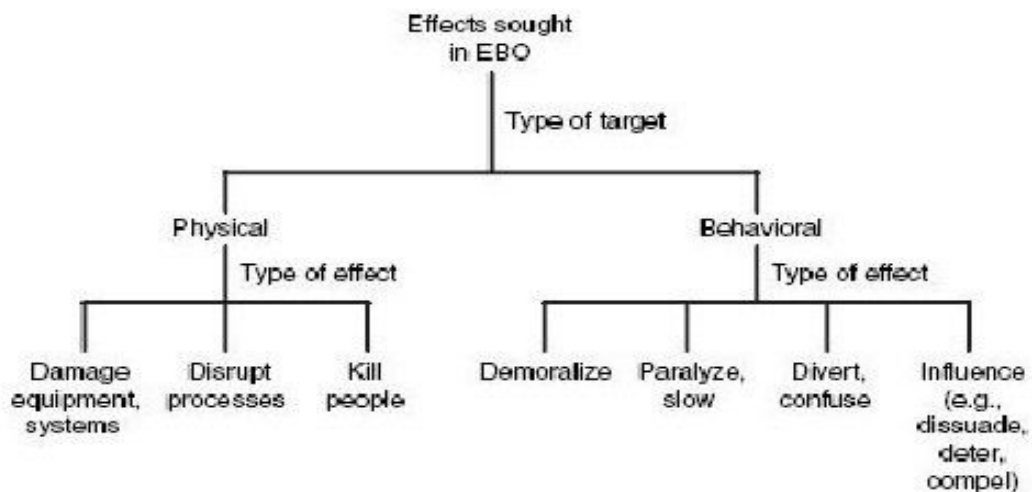 Effects sought
in EBO
Type of target
Physical
Behavioral
Type of effect
Type of effect
Damage
equipment,
systems
Disrupt
processes
Kill
people
Demoralize
Paralyze,
slow
Divert,
confuse
Influence
(e.g.,
dissuade,
deter,
compel)